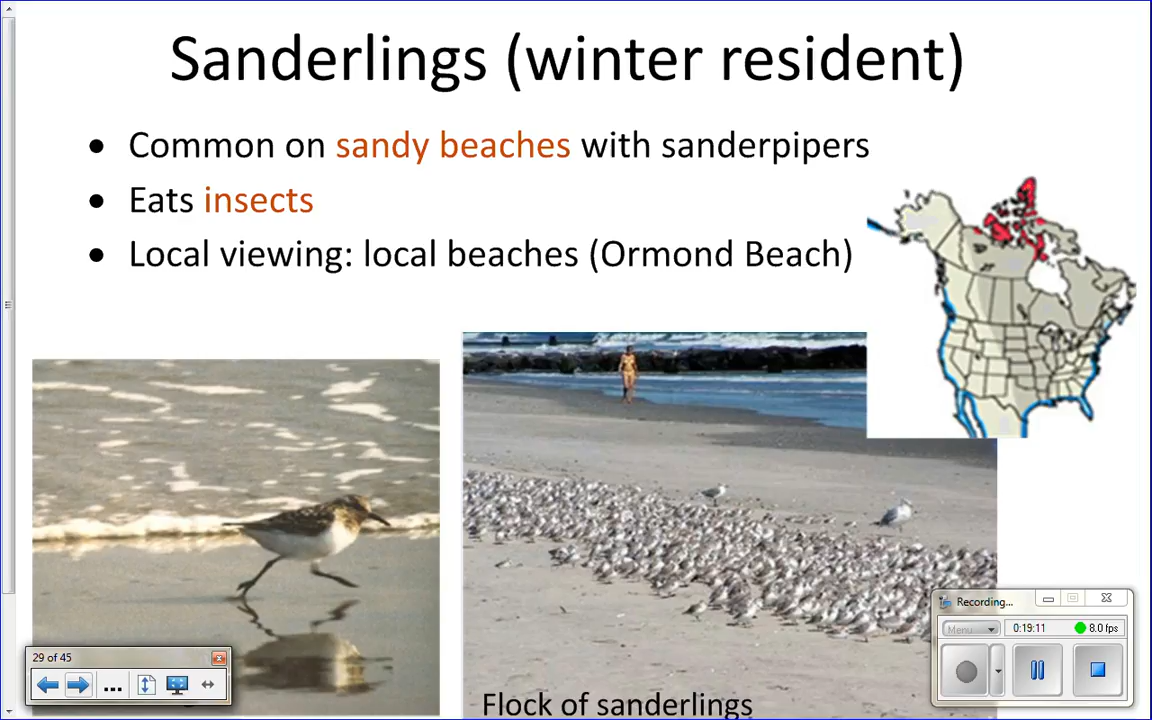 Sanderlings (winter resident)
• Common on sandy beaches with sanderpipers
• Eats insects
• Local viewing: local beaches (Ormond Beach)
Flock of sanderlings
29 of 45
...
Recording...
Menu
0:19:11
8.0 fps